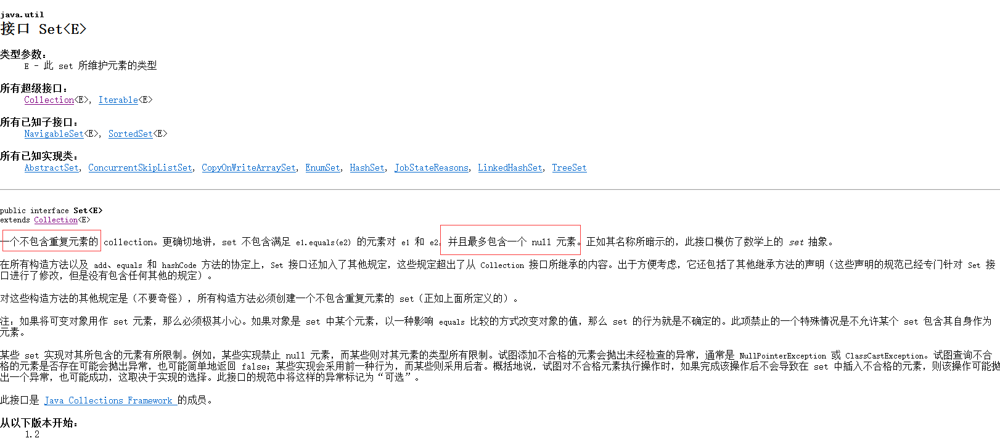 java.util
接口 Set<E>
类型参数：
E - 此 set 所维护元素的类型
所有超级接口：
Collection<E>, Iterable<E>
所有已知子接口：
NavigableSet<E>, SortedSet<E>
所有已知实现类：
AbstractSet, ConcurrentSkipListSet, CopyOnWriteArraySet, EnumSet, HashSet, JobStateReasons, LinkedHashSet, TreeSet
public interface Set<E>
extends Collection<E>
一个不包含重复元素的 collection。更确切地讲，set 不包含满足 e1.equals(e2) 的元素对 e1 和 e2，并且最多包含一个 null 元素。正如其名称所暗示的，此接口模仿了数学上的 set 抽象。
在所有构造方法以及 add、equals 和 hashCode 方法的协定上，Set 接口还加入了其他规定，这些规定超出了从 Collection 接口所继承的内容。出于方便考虑，它还包括了其他继承方法的声明（这些声明的规范已经专门针对 Set 接
口进行了修改，但是没有包含任何其他的规定）。
对这些构造方法的其他规定是（不要奇怪），所有构造方法必须创建一个不包含重复元素的 set（正如上面所定义的）。
注：如果将可变对象用作 set 元素，那么必须极其小心。如果对象是 set 中某个元素，以一种影响 equals 比较的方式改变对象的值，那么 set 的行为就是不确定的。此项禁止的一个特殊情况是不允许某个 set 包含其自身作为
元素。
某些 set 实现对其所包含的元素有所限制。例如，某些实现禁止 null 元素，而某些则对其元素的类型所有限制。试图添加不合格的元素会抛出未经检查的异常，通常是 NullPointerException 或 ClassCastException。试图查询不合
格的元素是否存在可能会抛出异常，也可能简单地返回 false；某些实现会采用前一种行为，而某些则采用后者。概括地说，试图对不合格元素执行操作时，如果完成该操作后不会导致在 set 中插入不合格的元素，则该操作可能抛
出一个异常，也可能成功，这取决于实现的选择。此接口的规范中将这样的异常标记为“可选”。
此接口是 Java Collections Framework 的成员。
从以下版本开始：
1.2